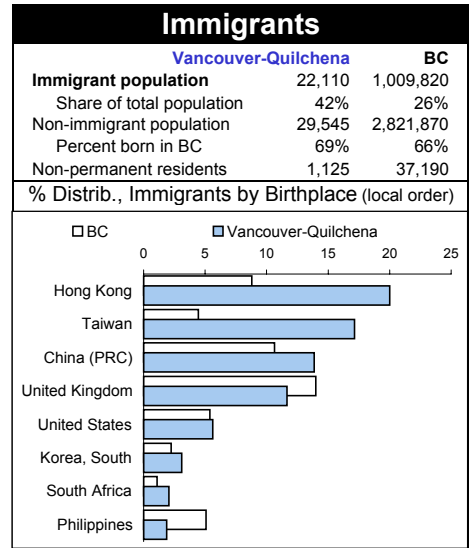 Immigrants
Vancouver-Quilchena BC
Immigrant population 22,110 1,009,820
Share of total population 42% 26%
Non-immigrant population 29,545 2,821,870
Percent born in BC 69% 66%
Non-permanent residents 1,125 37,190
% Distrib., Immigrants by Birthplace (local order)
BC Vancouver-Quilchena
0 5 10 15 20 25
Hong Kong
Taiwan
China (PRC)
United Kingdom
United States
Korea, South
South Africa
Philippines